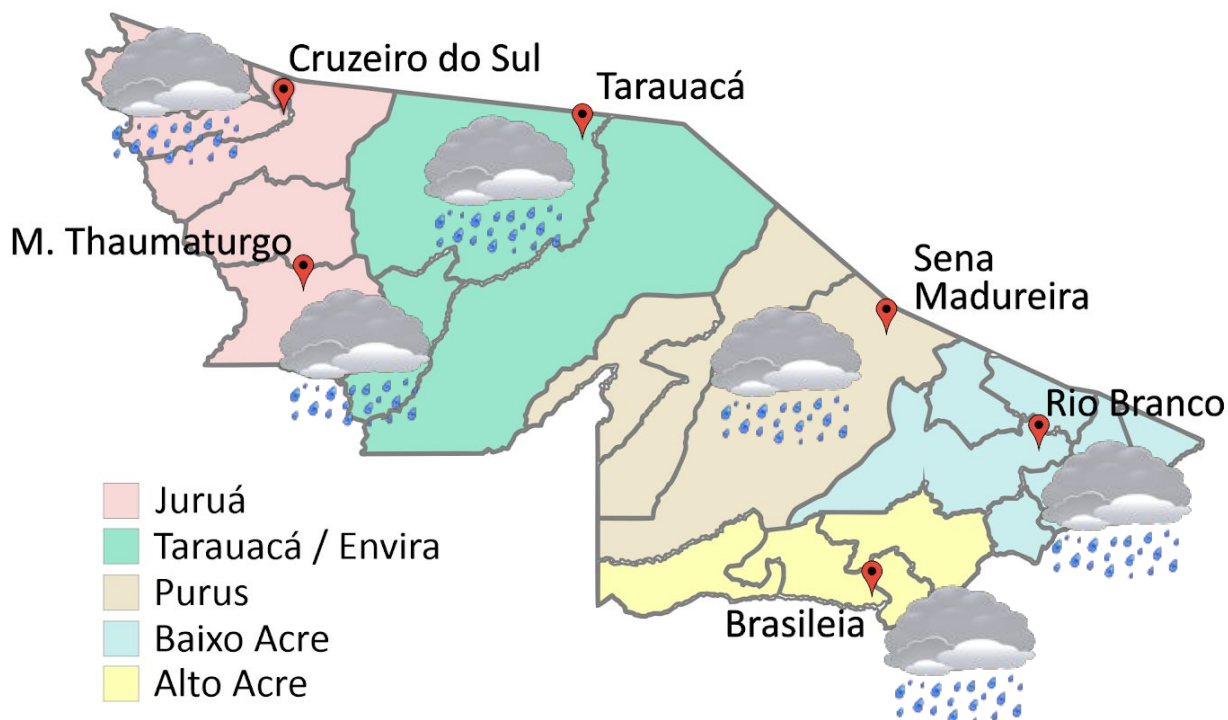 Cruzeiro do Sul
Tarauacá
M. Thaumaturgo
Sena
Madureira
Rio Branco
Brasileia
Juruá
Tarauacá / Envira
Purus
Baixo Acre
Alto Acre